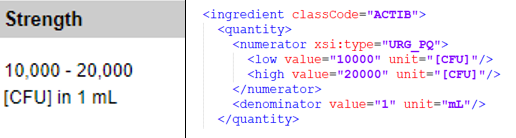 Strength
10,000 - 20,000
[CFU] in 1 mL
<ingredient classCode="ACTIB">
<quantity>
<numerator xsi:type="URG_PQ">
<low value="10000" unit="[CFU]"/>
<high value="20000" unit="[CFU]"/>
</numerator>
<denominator value="1" unit="mL"/>
</quantity>